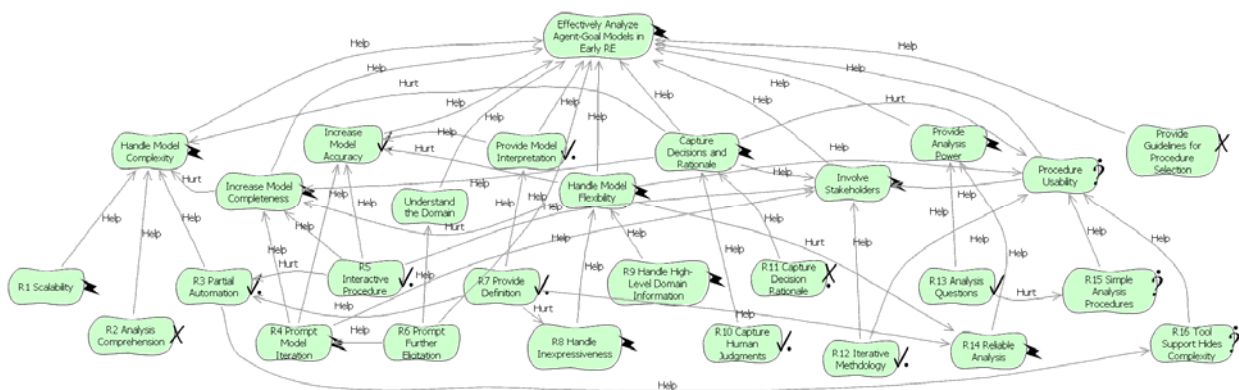 Effectively Analyze
Agent-Goal Models in
Early RE
Help
Help
Help
Help
Hurt
Help
Help
Help
Help
Help
Help
Help
Help
Hurt
Handle Model
Complexity
Increase
Model
Accuracy
Help
Provide Model
Interpretation
Capture
Decisions and
Rationale
Provide
Analysis
Power
Provide
Guidelines for
Procedure
Selection
Hurt
Help
Hurt
Increase Model
Completeness
Help
Understand
the Domain
Handle Model
Flexibility
Involve
Stakeholders
Procedure
Usability
Help
Help
Help
Help
Help
Help
Hurt
Help
Help
Help
Help
Help
Help
Help
Hurt
Help
Help
Help
R1 Scalability
R3 Partial
Automation
Hurt
R5
Interactive
Procedure
R7 Provide
Definition
R9 Handle High-
Level Domain
Information
R11 Capture
Decision
Rationale
R13 Analysis
Questions
Hurt
R15 Simple
Analysis
Procedures
R2 Analysis
Comprehension
R4 Prompt
Model
Iteration
Help
Help
R6 Prompt
Further
Elicitation
Hurt
Help
R8 Handle
Inexpressiveness
Help
R10 Capture
Human
Judgments
R12 Iterative
Methdology
R14 Reliable
Analysis
R16 Tool
Support Hides
Complexity
Help